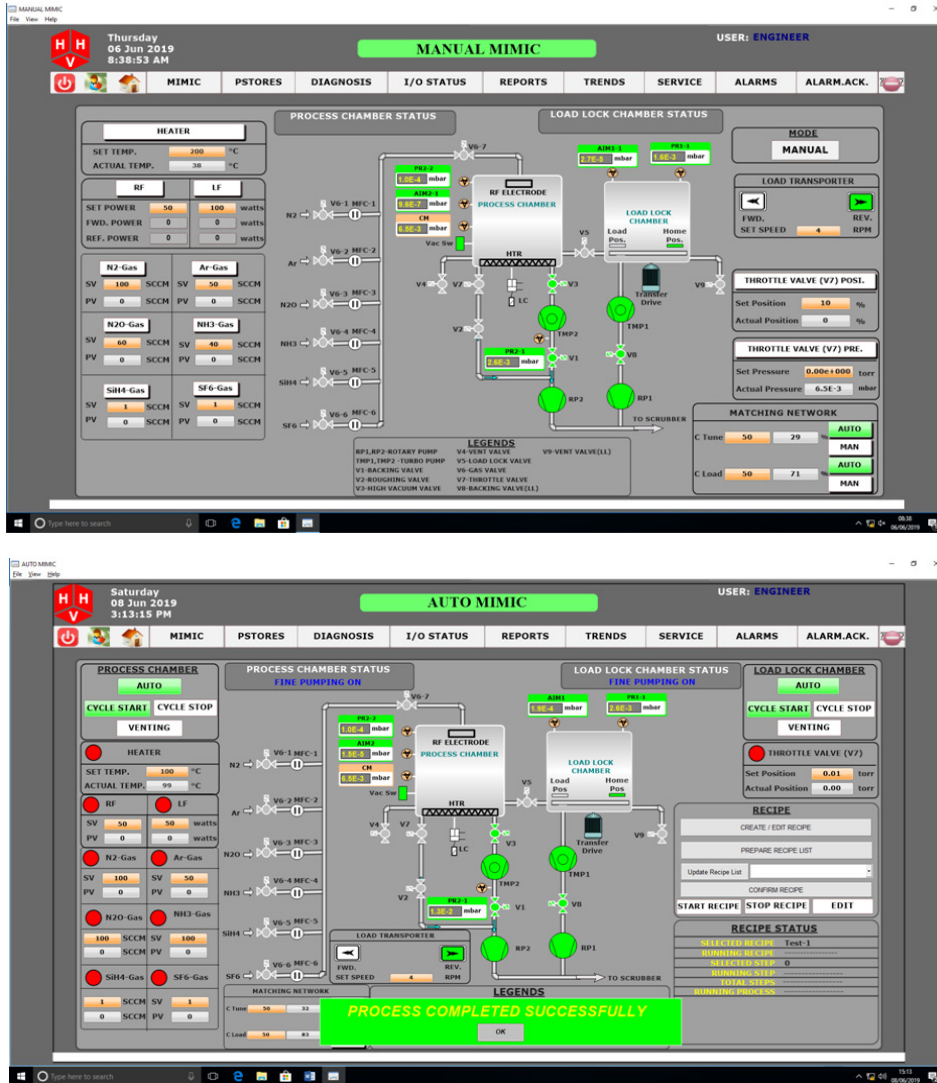 MANUAL MIMIC
File View Help
H H V
Thursday
06 Jun 2019
8:38:53 AM
MANUAL MIMIC
USER: ENGINEER
MIMIC PSTORES DIAGNOSIS I/O STATUS REPORTS TRENDS SERVICE ALARMS ALARM.ACK.
PROCESS CHAMBER STATUS
LOAD LOCK CHAMBER STATUS
HEATER
SET TEMP. 200 °C
ACTUAL TEMP. 38 °C
RF LF
SET POWER 50 100 watts
FWD. POWER 0 0 watts
REF. POWER 0 0 watts
N2-Gas Ar-Gas
SV 100 SCCM SV 50 SCCM
PV 0 SCCM PV 0 SCCM
N2O-Gas NH3-Gas
SV 60 SCCM SV 40 SCCM
PV 0 SCCM PV 0 SCCM
SiH4-Gas SF6-Gas
SV 1 SCCM SV 1 SCCM
PV 0 SCCM PV 0 SCCM
V6-7
N2 V6-1 MFC-1
Ar V6-2 MFC-2
N2O V6-3 MFC-3
NH3 V6-4 MFC-4
SiH4 V6-5 MFC-5
SF6 V6-6 MFC-6
PR2-2
1.0E-4 mbar
AIM2-1
9.6E-7 mbar
CM
6.5E-3 mbar
Vac Sw
RF ELECTRODE
PROCESS CHAMBER
HTR
LC
V4 V7 V3
V2
TMP2
PR2-1
2.6E-3 mbar
V1
RP2
AIM1-1
2.7E-5 mbar
PR1-1
1.6E-3 mbar
LOAD LOCK
CHAMBER
Load Pos.
Home Pos.
V5
V9
Transfer
Drive
TMP1
V8
RP1
TO SCRUBBER
LEGENDS
RP1,RP2-ROTARY PUMP V4-VENT VALVE V9-VENT VALVE(LL)
TMP1,TMP2 -TURBO PUMP V5-LOAD LOCK VALVE
V1-BACKING VALVE V6-GAS VALVE
V2-ROUGHING VALVE V7-THROTTLE VALVE
V3-HIGH VACUUM VALVE V8-BACKING VALVE(LL)
MODE
MANUAL
LOAD TRANSPORTER
FWD. REV.
SET SPEED 4 RPM
THROTTLE VALVE (V7) POSI.
Set Position 10 %
Actual Position 0 %
THROTTLE VALVE (V7) PRE.
Set Pressure 0.00e+000 torr
Actual Pressure 6.5E-3 mbar
MATCHING NETWORK
C Tune 50 29 % AUTO
MAN
C Load 50 71 % AUTO
MAN
Type here to search
08:38
06/06/2019
AUTO MIMIC
File View Help
H H V
Saturday
08 Jun 2019
3:13:15 PM
AUTO MIMIC
USER: ENGINEER
MIMIC PSTORES DIAGNOSIS I/O STATUS REPORTS TRENDS SERVICE ALARMS ALARM.ACK.
PROCESS CHAMBER
AUTO
CYCLE START CYCLE STOP
VENTING
HEATER
SET TEMP. 100 °C
ACTUAL TEMP. 99 °C
RF LF
SV 50 50 watts
PV 0 0 watts
N2-Gas Ar-Gas
SV 100 SV 50
PV 0 PV 0
N2O-Gas NH3-Gas
100 SCCM SV 100
0 SCCM PV 0
SiH4-Gas SF6-Gas
1 SCCM SV 1
0 SCCM PV 0
PROCESS CHAMBER STATUS
FINE PUMPING ON
LOAD LOCK CHAMBER STATUS
FINE PUMPING ON
V6-7
N2 V6-1 MFC-1
Ar V6-2 MFC-2
N2O V6-3 MFC-3
NH3 V6-4 MFC-4
SiH4 V6-5 MFC-5
SF6 V6-6 MFC-6
PR2-2
1.0E-4 mbar
AIM2
1.5E-5 mbar
CM
6.5E-3 mbar
Vac Sw
RF ELECTRODE
PROCESS CHAMBER
HTR
LC
V4 V7 V3
V2
TMP2
PR2-1
1.3E-2 mbar
V1
RP2
AIM1
1.9E-4 mbar
PR1-1
2.6E-3 mbar
LOAD LOCK
CHAMBER
Load Pos
Home Pos
V5
V9
Transfer
Drive
TMP1
V8
RP1
TO SCRUBBER
LOAD TRANSPORTER
FWD. REV.
SET SPEED 4 RPM
MATCHING NETWORK
C Tune 50 32
C Load 50 83
LEGENDS
PROCESS COMPLETED SUCCESSFULLY
OK
LOAD LOCK CHAMBER
AUTO
CYCLE START CYCLE STOP
VENTING
THROTTLE VALVE (V7)
Set Position 0.01 torr
Actual Position 0.00 torr
RECIPE
CREATE / EDIT RECIPE
PREPARE RECIPE LIST
Update Recipe List
CONFIRM RECIPE
START RECIPE STOP RECIPE EDIT
RECIPE STATUS
SELECTED RECIPE Test-1
RUNNING RECIPE ---------------
SELECTED STEP 0
RUNNING STEP ---------------
TOTAL STEPS ---------------
RUNNING PROCESS ---------------
Type here to search
15:13
08/06/2019